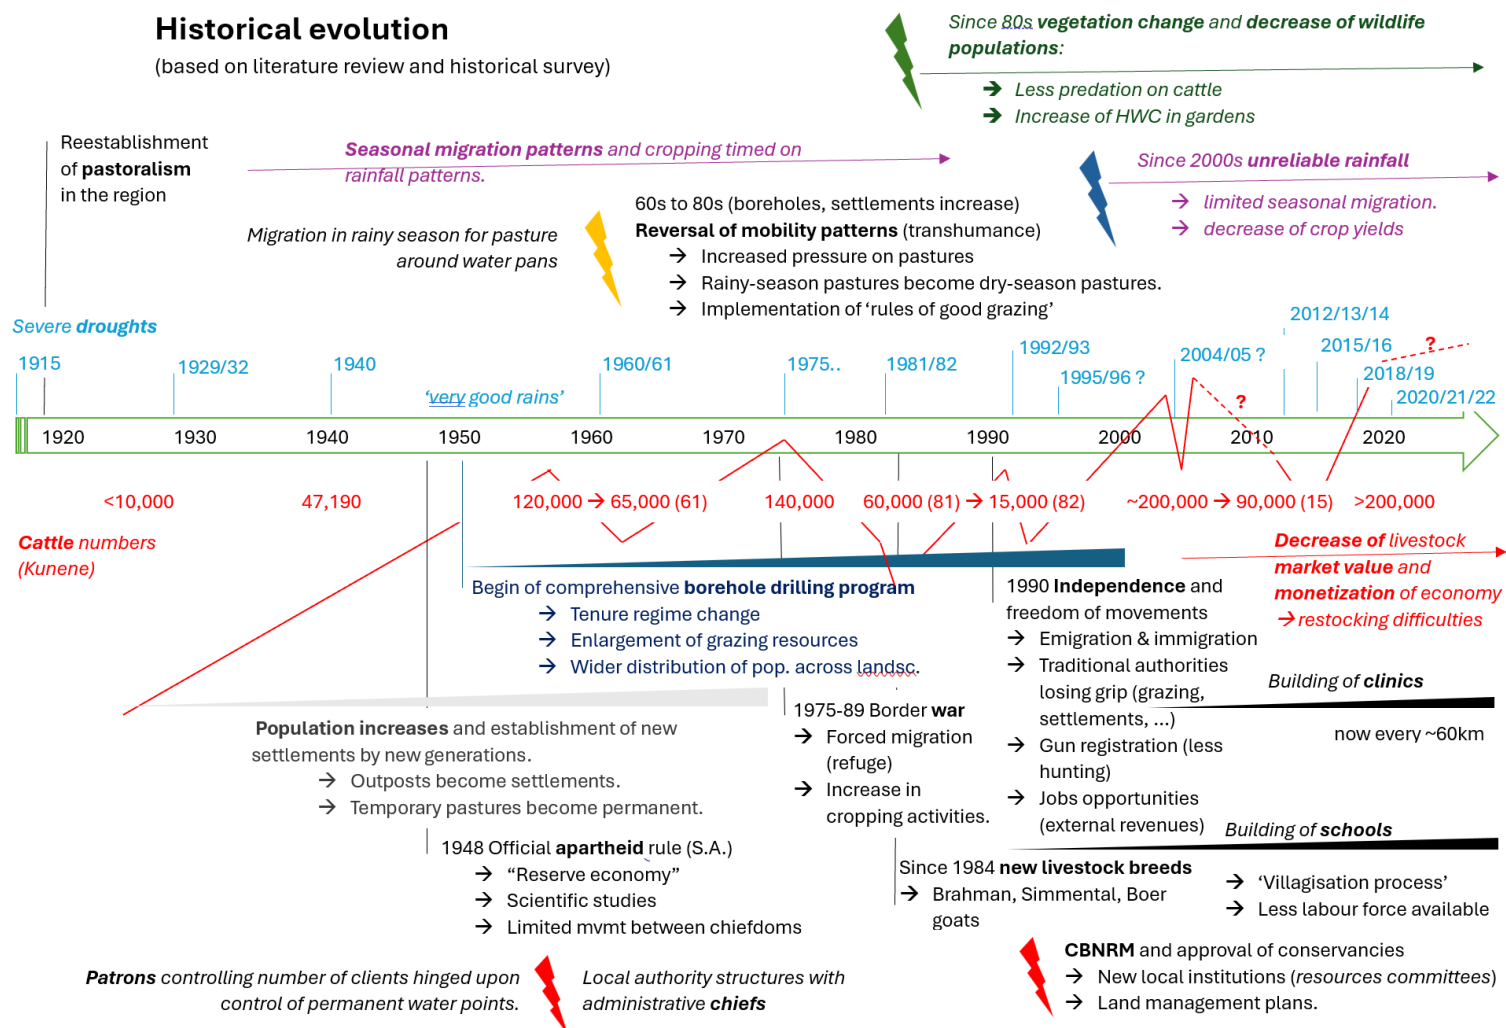 Historical evolution
(based on literature review and historical survey)
Since 80s vegetation change and decrease of wildlife
populations:
→ Less predation on cattle
→ Increase of HWC in gardens
Reestablishment
of pastoralism
in the region
Seasonal migration patterns and cropping timed on
rainfall patterns.
Since 2000s unreliable rainfall
→ limited seasonal migration.
→ decrease of crop yields
Migration in rainy season for pasture
around water pans
60s to 80s (boreholes, settlements increase)
Reversal of mobility patterns (transhumance)
→ Increased pressure on pastures
→ Rainy-season pastures become dry-season pastures.
→ Implementation of ‘rules of good grazing’
Severe droughts
1915
1929/32
1940
‘very good rains’
1960/61
1975..
1981/82
1992/93
1995/96 ?
2004/05 ?
2012/13/14
2015/16
2018/19
2020/21/22
?
?
1920
1930
1940
1950
1960
1970
1980
1990
2000
2010
2020
<10,000
47,190
120,000 → 65,000 (61)
140,000
60,000 (81) → 15,000 (82)
~200,000 → 90,000 (15)
>200,000
Cattle numbers
(Kunene)
Decrease of livestock
market value and
monetization of economy
→ restocking difficulties
Begin of comprehensive borehole drilling program
→ Tenure regime change
→ Enlargement of grazing resources
→ Wider distribution of pop. across landsc.
1990 Independence and
freedom of movements
→ Emigration & immigration
→ Traditional authorities
losing grip (grazing,
settlements, ...)
→ Gun registration (less
hunting)
→ Jobs opportunities
(external revenues)
Building of clinics
now every ~60km
Population increases and establishment of new
settlements by new generations.
→ Outposts become settlements.
→ Temporary pastures become permanent.
1975-89 Border war
→ Forced migration
(refuge)
→ Increase in
cropping activities.
Building of schools
→ ‘Villagisation process’
→ Less labour force available
1948 Official apartheid rule (S.A.)
→ “Reserve economy”
→ Scientific studies
→ Limited mvmt between chiefdoms
Since 1984 new livestock breeds
→ Brahman, Simmental, Boer
goats
Patrons controlling number of clients hinged upon
control of permanent water points.
Local authority structures with
administrative chiefs
CBNRM and approval of conservancies
→ New local institutions (resources committees)
→ Land management plans.